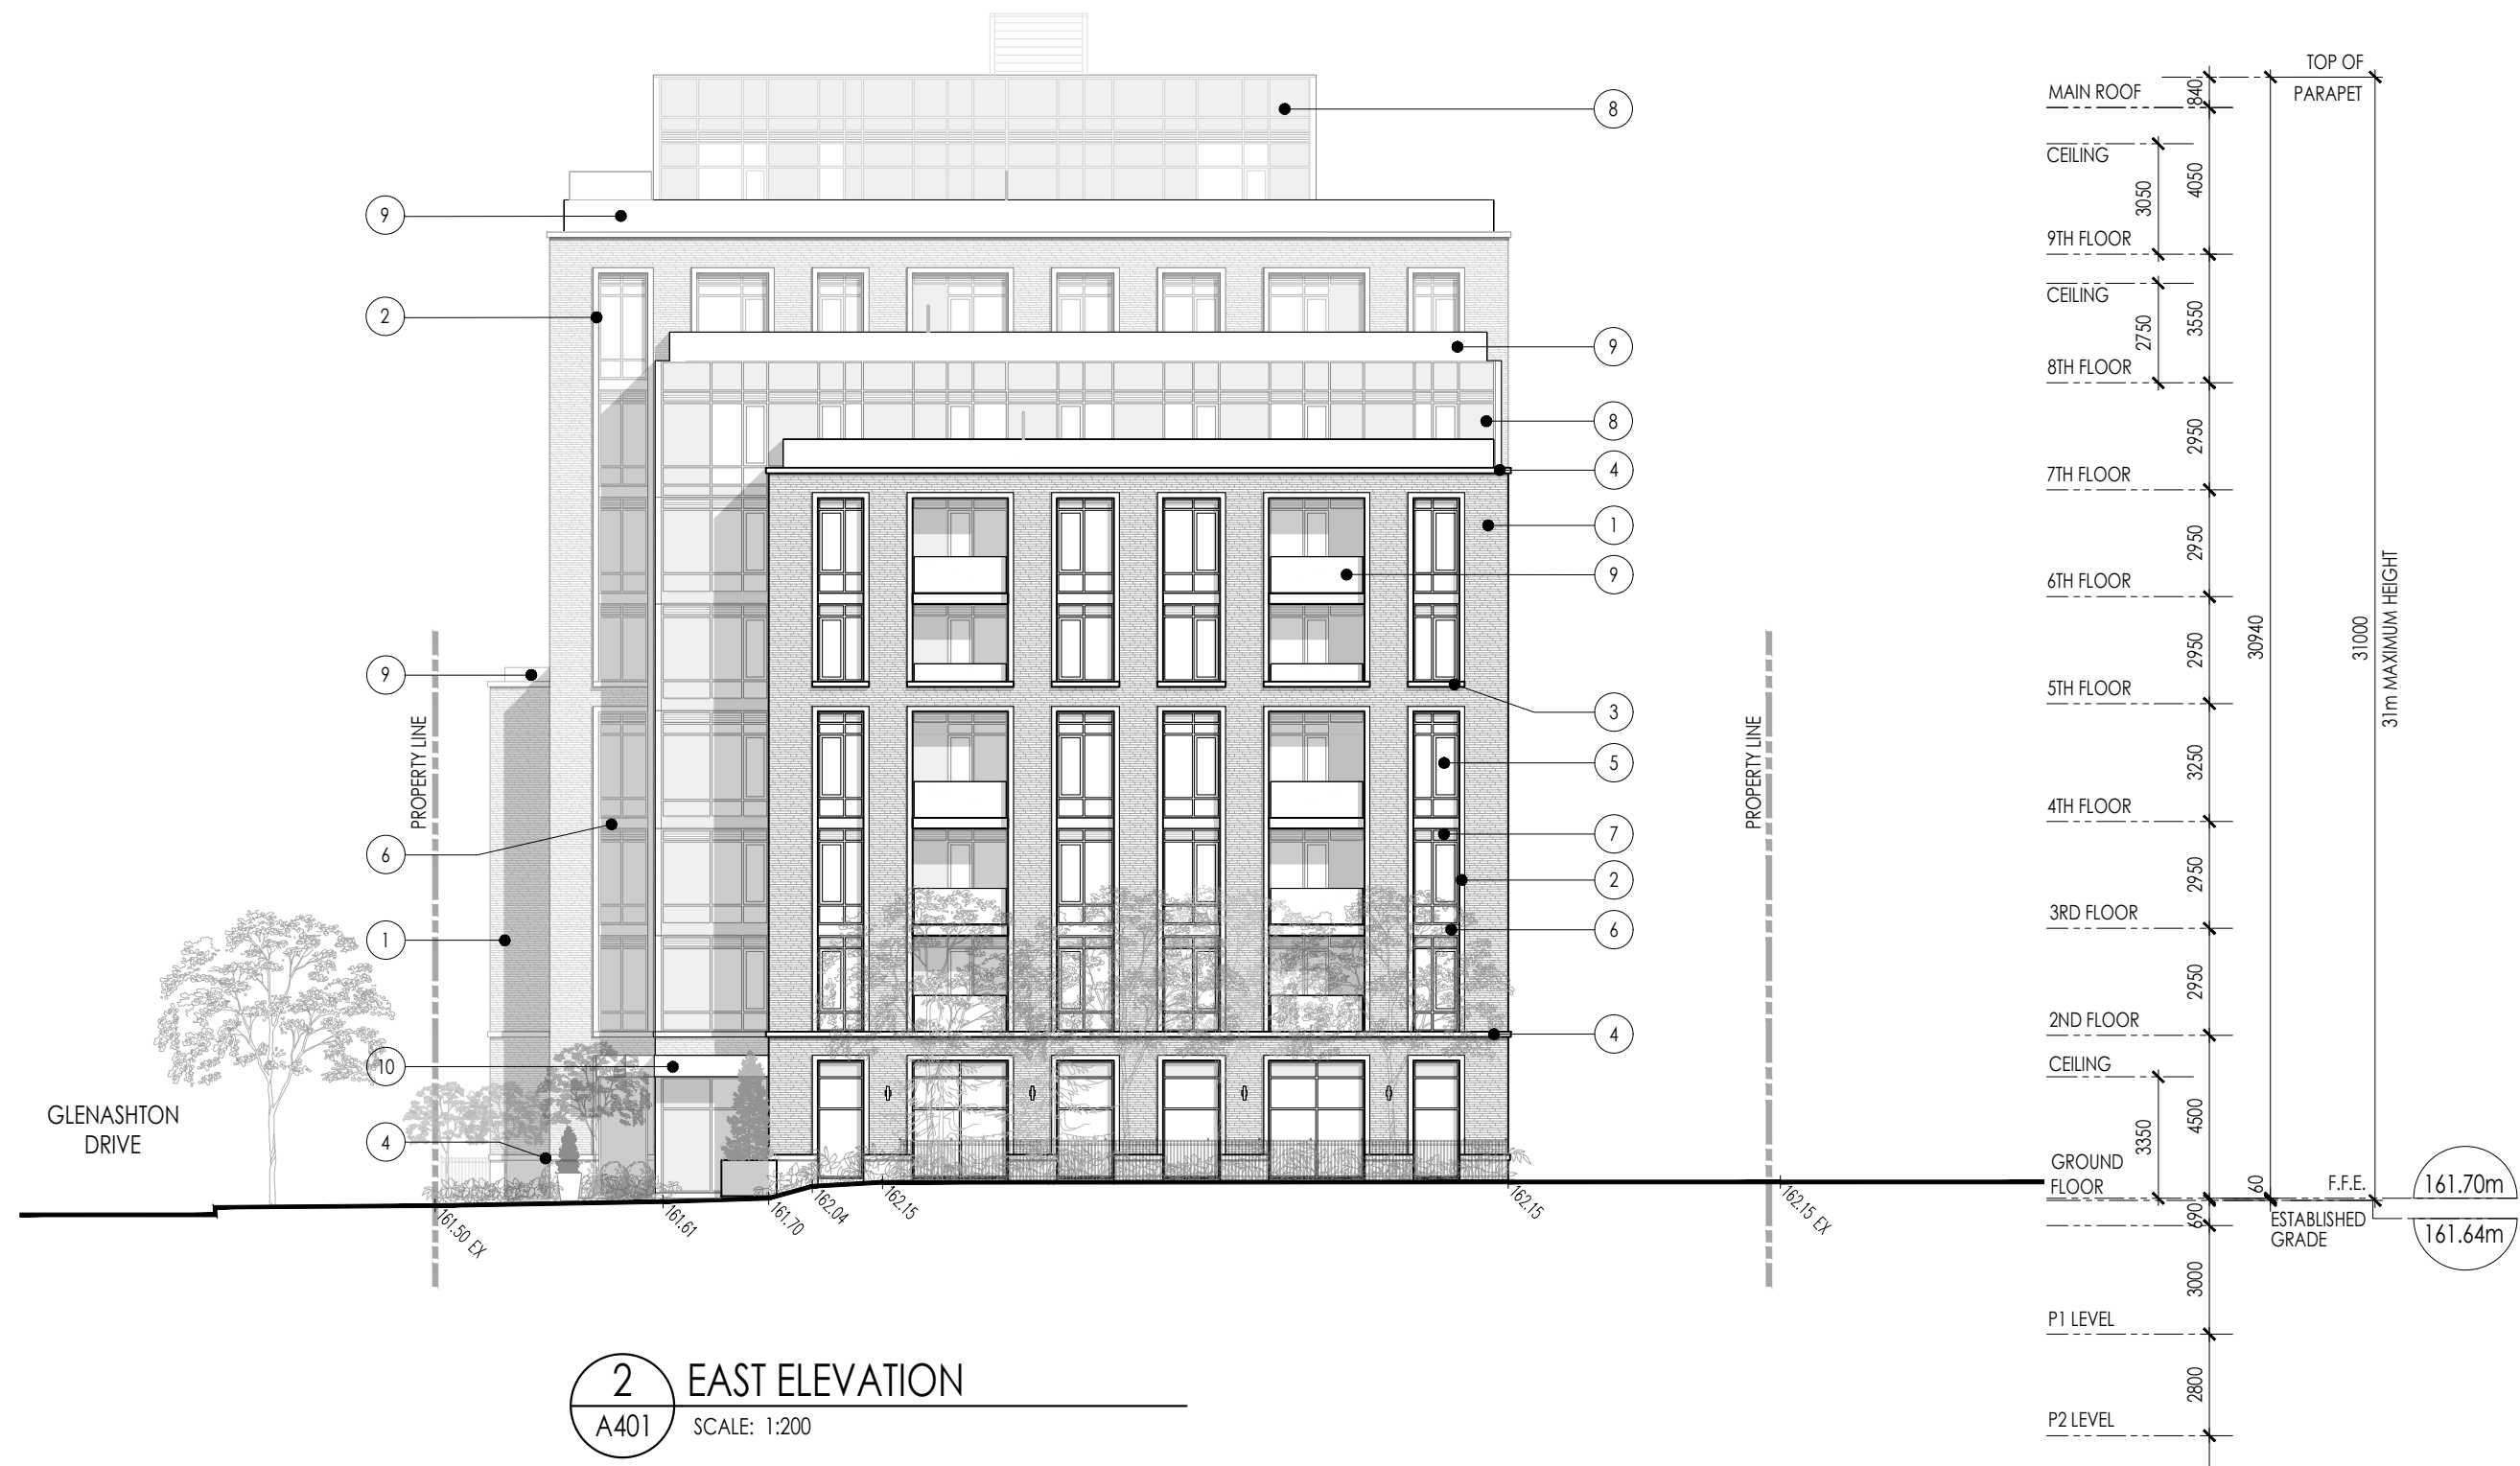 8
9
2
9
8
4
1
9
9
3
5
7
6
2
1
6
10
4
4
PROPERTY LINE
PROPERTY LINE
GLENASHTON
DRIVE
161.50 EX
161.61
161.70
162.04
162.15
162.15
162.15 EX
TOP OF
PARAPET
MAIN ROOF
840
CEILING
3050
4050
9TH FLOOR
CEILING
2750
3550
8TH FLOOR
2950
7TH FLOOR
2950
6TH FLOOR
2950
5TH FLOOR
3250
4TH FLOOR
2950
3RD FLOOR
2950
2ND FLOOR
CEILING
3350
4500
GROUND
FLOOR
60
690
3000
P1 LEVEL
2800
P2 LEVEL
30940
31000
31m MAXIMUM HEIGHT
F.F.E.
161.70m
ESTABLISHED
GRADE
161.64m
2
A401
EAST ELEVATION
SCALE: 1:200